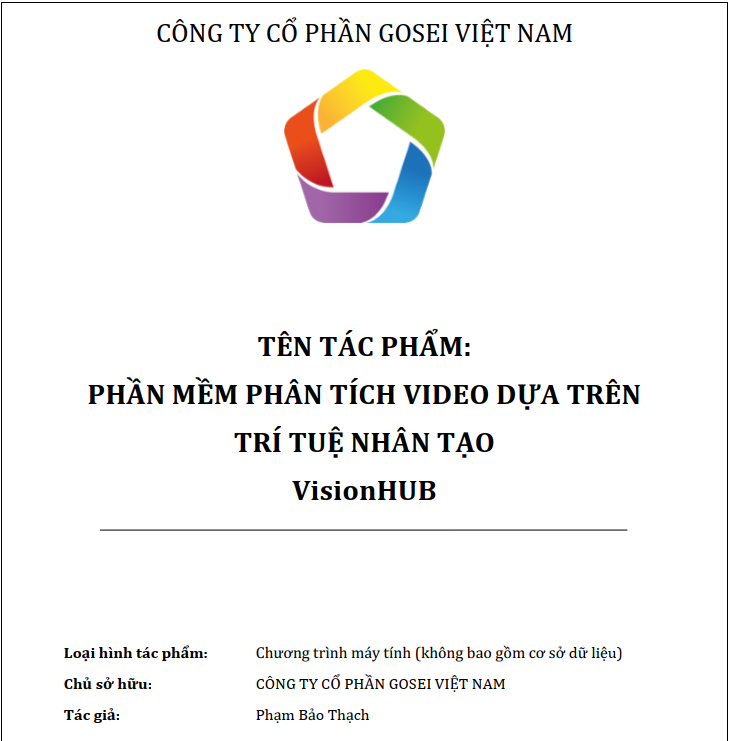 CÔNG TY CỔ PHẦN GOSEI VIỆT NAM
TÊN TÁC PHẨM:
PHẦN MỀM PHÂN TÍCH VIDEO DỰA TRÊN
TRÍ TUỆ NHÂN TẠO
VisionHUB
Loại hình tác phẩm: Chương trình máy tính (không bao gồm cơ sở dữ liệu)
Chủ sở hữu: CÔNG TY CỔ PHẦN GOSEI VIỆT NAM
Tác giả: Phạm Bảo Thạch